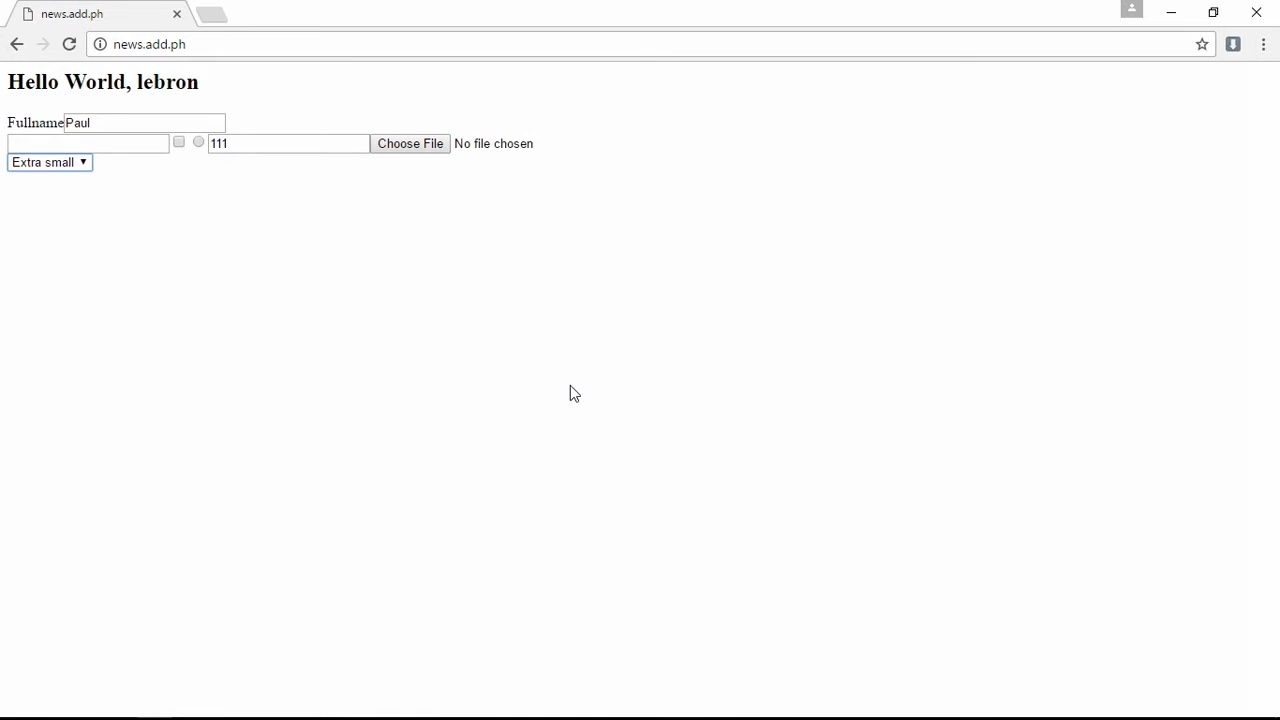 news.add.ph
news.add.ph
Hello World, lebron
Fullname Paul
111 Choose File No file chosen
Extra small